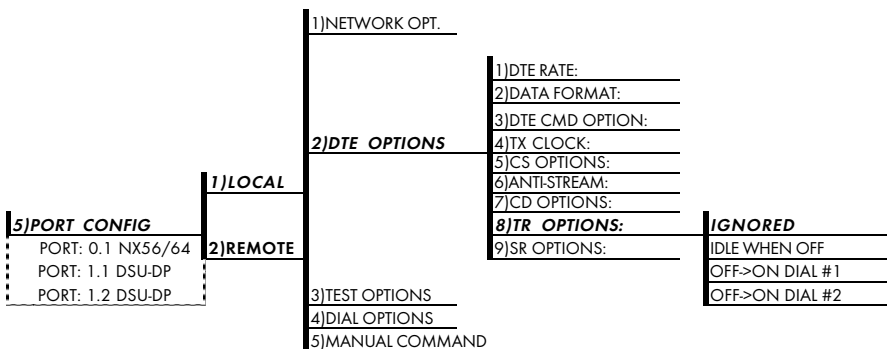 1)NETWORK OPT.
1)DTE RATE:
2)DATA FORMAT:
3)DTE CMD OPTION:
2)DTE OPTIONS
4)TX CLOCK:
5)CS OPTIONS:
1)LOCAL
6)ANTI-STREAM:
7)CD OPTIONS:
5)PORT CONFIG
8)TR OPTIONS:
IGNORED
PORT: 0.1 NX56/64
2)REMOTE
9)SR OPTIONS:
IDLE WHEN OFF
PORT: 1.1 DSU-DP
OFF->ON DIAL #1
PORT: 1.2 DSU-DP
3)TEST OPTIONS
OFF->ON DIAL #2
4)DIAL OPTIONS
5)MANUAL COMMAND